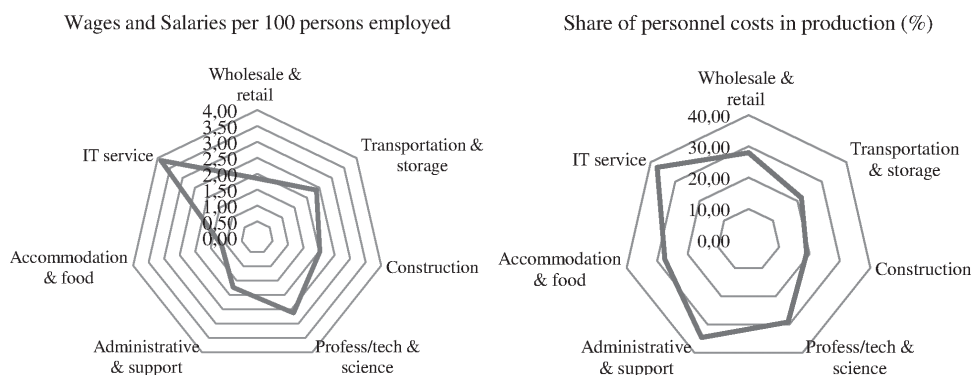 Wages and Salaries per 100 persons employed
Wholesale &
retail
4,00
3,50
3,00
2,50
2,00
1,50
1,00
0,50
0,00
Transportation &
storage
Construction
Profess/tech &
science
Administrative
& support
Accommodation
& food
IT service
Share of personnel costs in production (%)
Wholesale &
retail
40,00
30,00
20,00
10,00
0,00
Transportation
& storage
Construction
Profess/tech &
science
Administrative
& support
Accommodation
& food
IT service